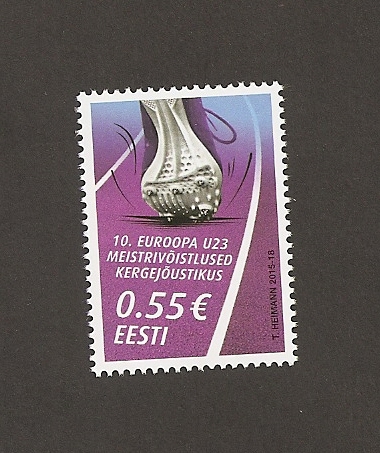 10. EUROOPA U23
MEISTRIVÕISTLUSED
KERGEJÕUSTIKUS
0.55 €
EESTI
T. HEIMANN 2015-18